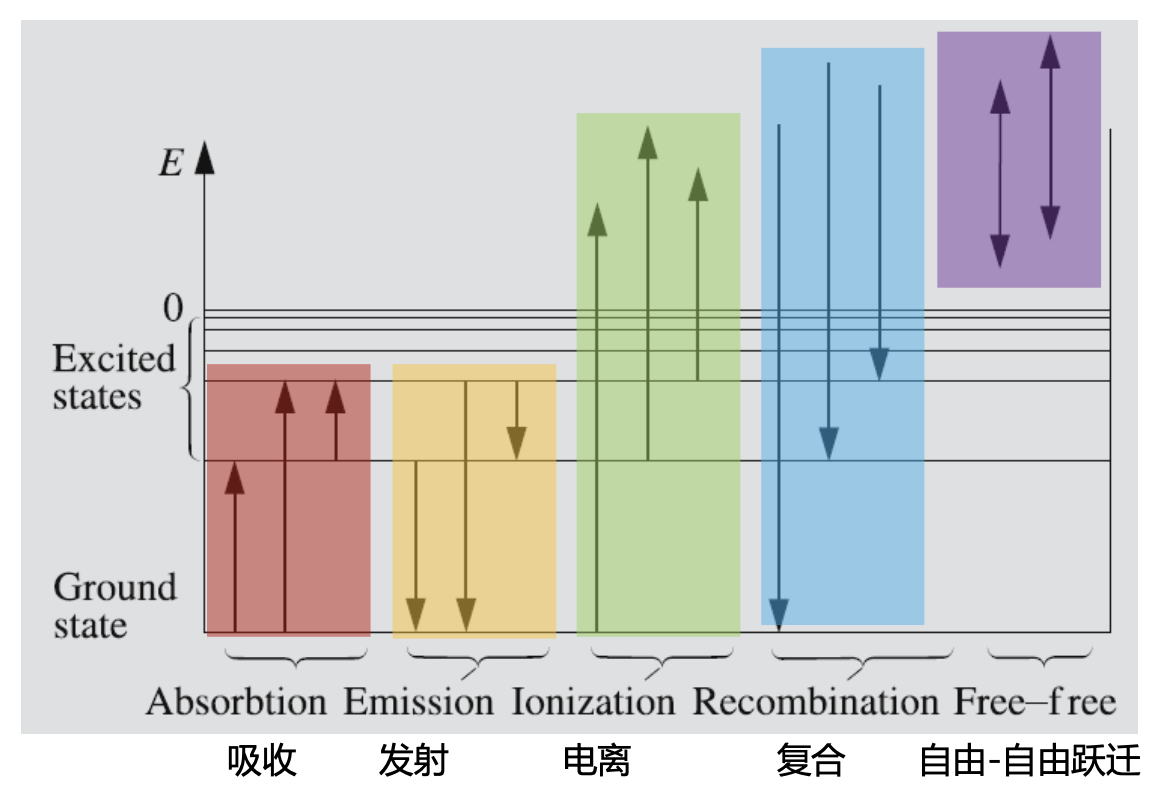 E
0
Excited
states
Ground
state
Absorbtion Emission Ionization Recombination Free–free
吸收 发射 电离 复合 自由-自由跃迁